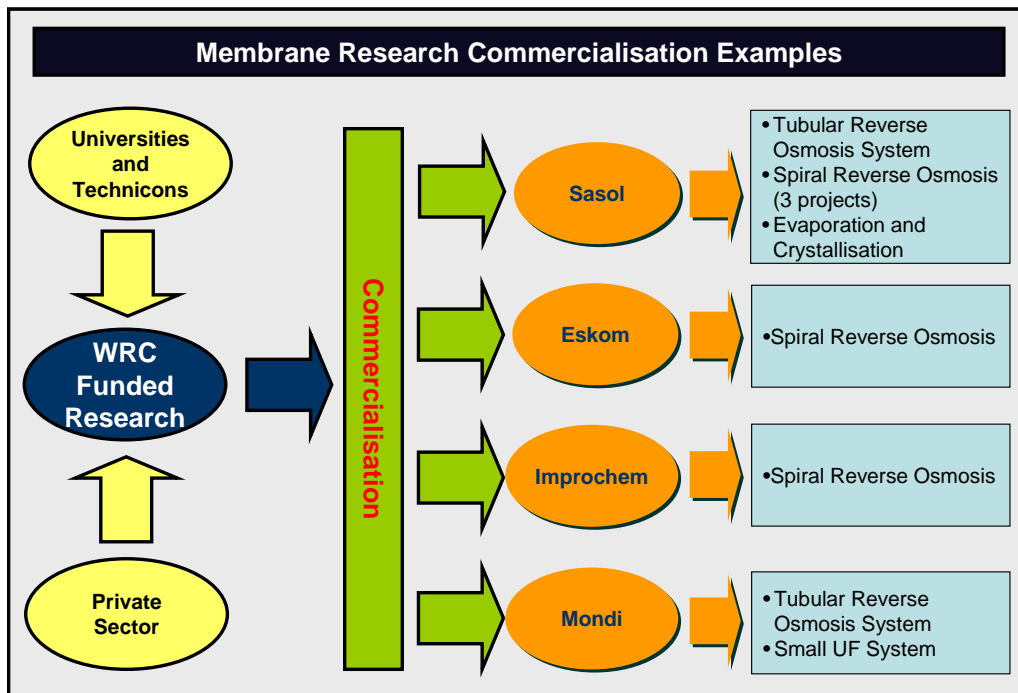 Membrane Research Commercialisation Examples
Universities
and
Technicons
WRC
Funded
Research
Private
Sector
Commercialisation
Sasol
•Tubular Reverse
Osmosis System
•Spiral Reverse Osmosis
(3 projects)
•Evaporation and
Crystallisation
Eskom
•Spiral Reverse Osmosis
Improchem
•Spiral Reverse Osmosis
Mondi
•Tubular Reverse
Osmosis System
•Small UF System